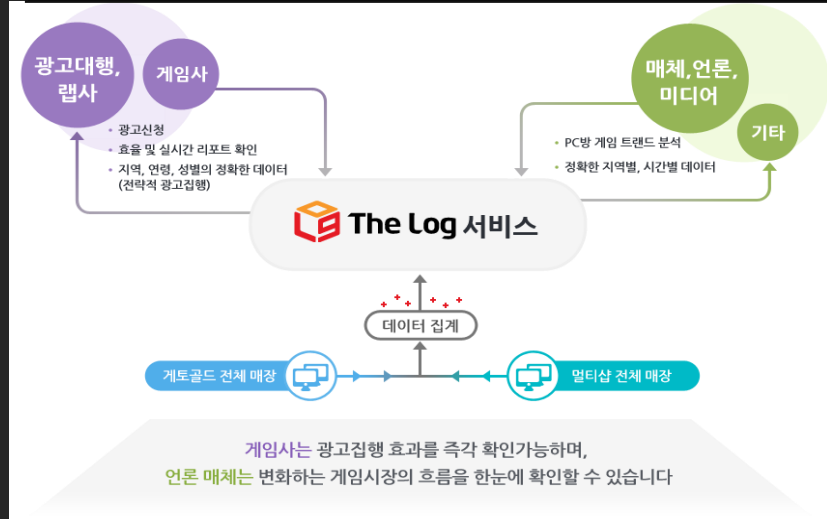 광고대행,
랩사
게임사
매체,언론,
미디어
기타
• 광고신청
• 효율 및 실시간 리포트 확인
• 지역, 연령, 성별의 정확한 데이터
(전략적 광고집행)
• PC방 게임 트랜드 분석
• 정확한 지역별, 시간별 데이터
The Log 서비스
데이터 집계
게토골드 전체 매장
멀티샵 전체 매장
게임사는 광고집행 효과를 즉각 확인가능하며,
언론 매체는 변화하는 게임시장의 흐름을 한눈에 확인할 수 있습니다